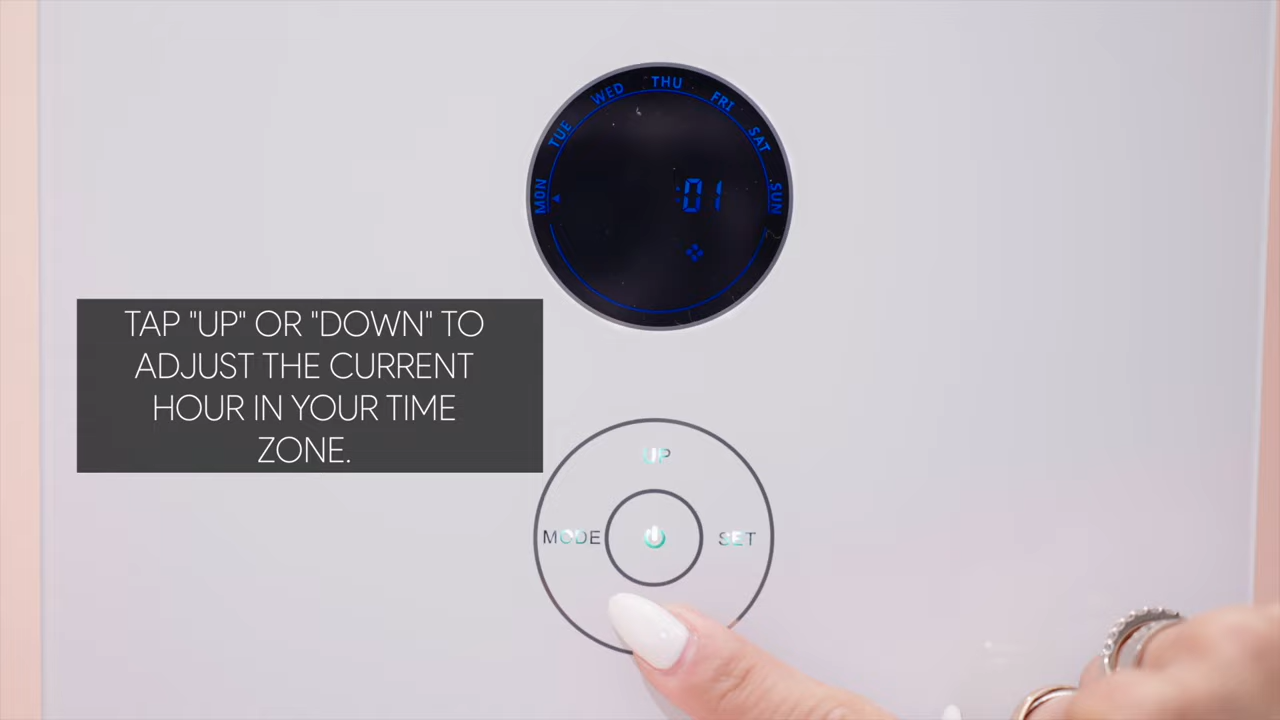 MON
TUE
WED
THU
FRI
SAT
SUN
:01
TAP "UP" OR "DOWN" TO
ADJUST THE CURRENT
HOUR IN YOUR TIME
ZONE.
UP
MODE
SET